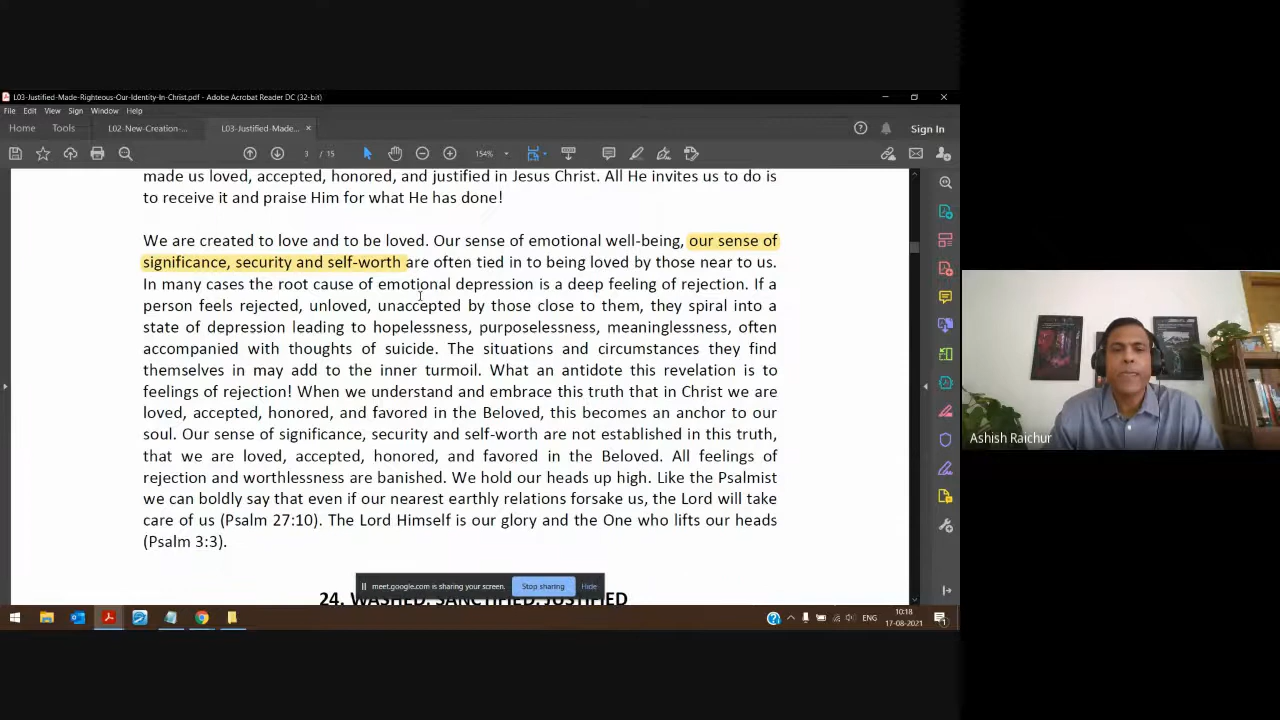 L03-Justified-Made-Righteous-Our-Identity-In-Christ.pdf - Adobe Acrobat Reader DC (32-bit)
File Edit View Sign Window Help
Home Tools L02-New-Creation-... L03-Justified-Made... × Sign In
3 / 15 154%
made us loved, accepted, honored, and justified in Jesus Christ. All He invites us to do is
to receive it and praise Him for what He has done!
We are created to love and to be loved. Our sense of emotional well-being, our sense of
significance, security and self-worth are often tied in to being loved by those near to us.
In many cases the root cause of emotional depression is a deep feeling of rejection. If a
person feels rejected, unloved, unaccepted by those close to them, they spiral into a
state of depression leading to hopelessness, purposelessness, meaninglessness, often
accompanied with thoughts of suicide. The situations and circumstances they find
themselves in may add to the inner turmoil. What an antidote this revelation is to
feelings of rejection! When we understand and embrace this truth that in Christ we are
loved, accepted, honored, and favored in the Beloved, this becomes an anchor to our
soul. Our sense of significance, security and self-worth are not established in this truth,
that we are loved, accepted, honored, and favored in the Beloved. All feelings of
rejection and worthlessness are banished. We hold our heads up high. Like the Psalmist
we can boldly say that even if our nearest earthly relations forsake us, the Lord will take
care of us (Psalm 27:10). The Lord Himself is our glory and the One who lifts our heads
(Psalm 3:3).
meet.google.com is sharing your screen. Stop sharing Hide
24. WASHED, SANCTIFIED, JUSTIFIED
ENG
10:18
17-08-2021
Ashish Raichur